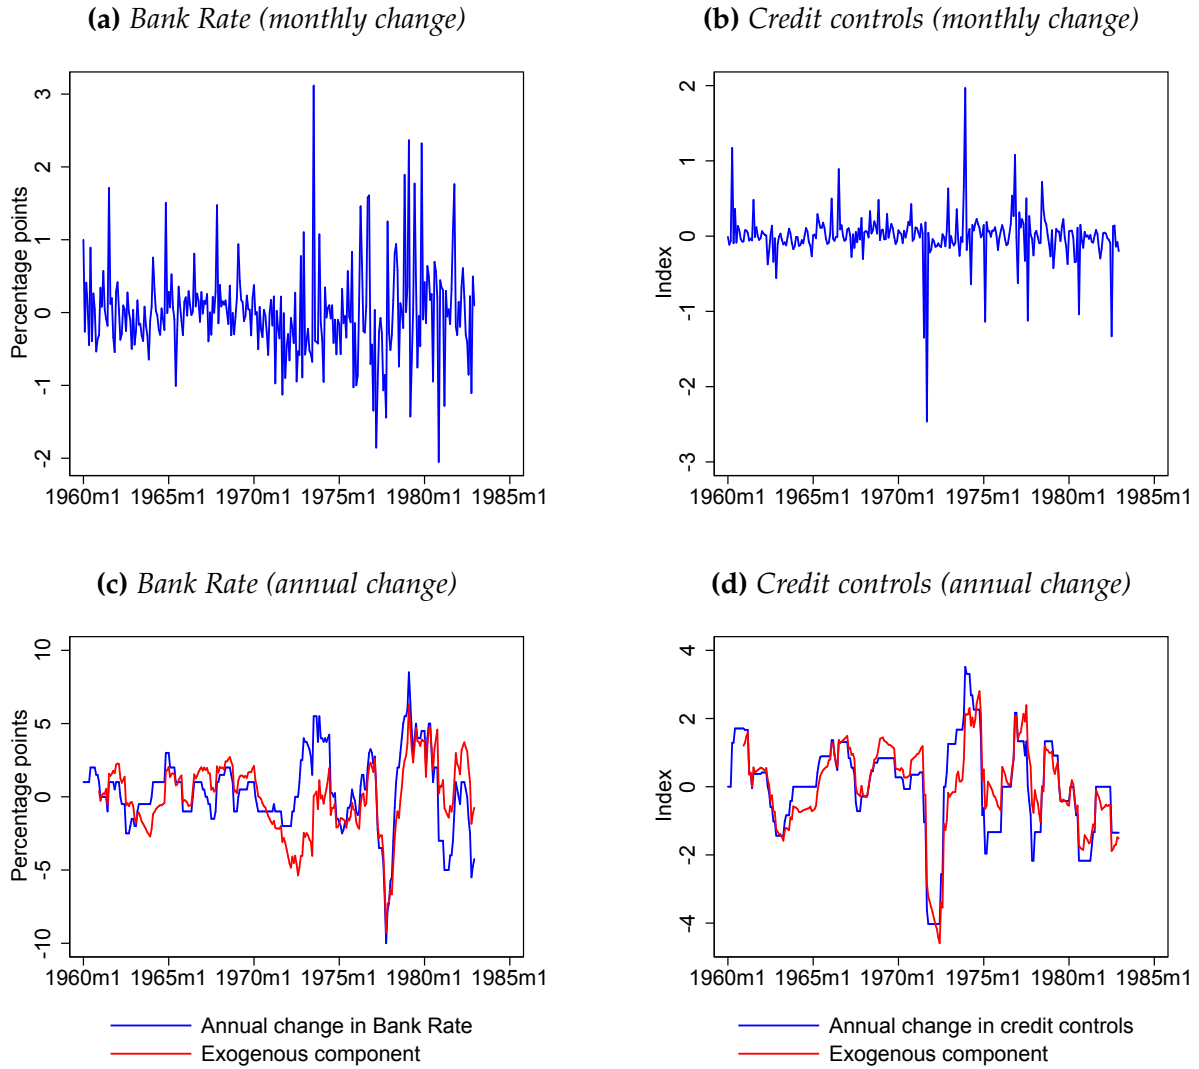 (a) Bank Rate (monthly change)
Percentage points
3
2
1
0
-1
-2
1960m1 1965m1 1970m1 1975m1 1980m1 1985m1
(b) Credit controls (monthly change)
Index
2
1
0
-1
-2
-3
1960m1 1965m1 1970m1 1975m1 1980m1 1985m1
(c) Bank Rate (annual change)
Percentage points
10
5
0
-5
-10
1960m1 1965m1 1970m1 1975m1 1980m1 1985m1
Annual change in Bank Rate
Exogenous component
(d) Credit controls (annual change)
Index
4
2
0
-2
-4
1960m1 1965m1 1970m1 1975m1 1980m1 1985m1
Annual change in credit controls
Exogenous component